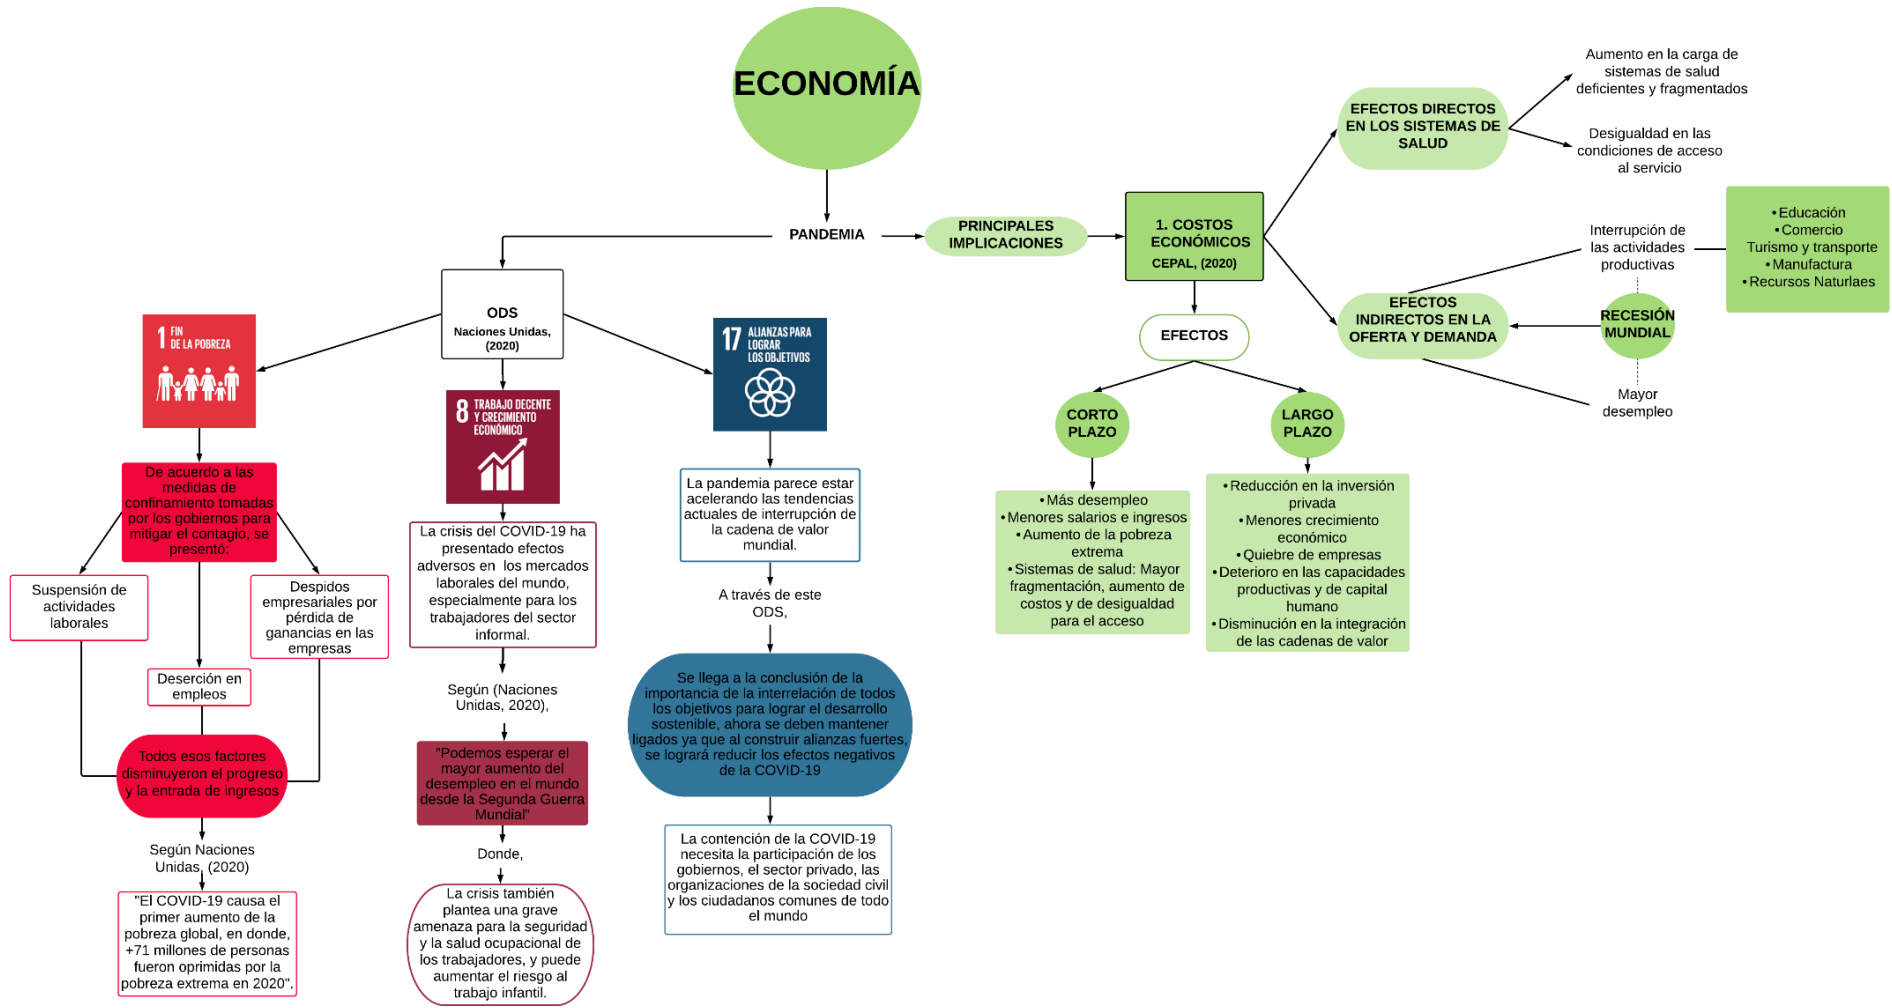 ECONOMÍA
PANDEMIA
PRINCIPALES
IMPLICACIONES
1. COSTOS
ECONÓMICOS
CEPAL, (2020)
EFECTOS DIRECTOS
EN LOS SISTEMAS DE
SALUD
Aumento en la carga de
sistemas de salud
deficientes y fragmentados
Desigualdad en las
condiciones de acceso
al servicio
EFECTOS
INDIRECTOS EN LA
OFERTA Y DEMANDA
Interrupción de
las actividades
productivas
• Educación
• Comercio
Turismo y transporte
• Manufactura
• Recursos Naturlaes
RECESIÓN
MUNDIAL
Mayor
desempleo
EFECTOS
CORTO
PLAZO
• Más desempleo
• Menores salarios e ingresos
• Aumento de la pobreza
extrema
• Sistemas de salud: Mayor
fragmentación, aumento de
costos y de desigualdad
para el acceso
LARGO
PLAZO
• Reducción en la inversión
privada
• Menores crecimiento
económico
• Quiebre de empresas
• Deterioro en las capacidades
productivas y de capital
humano
• Disminución en la integración
de las cadenas de valor
ODS
Naciones Unidas,
(2020)
1 FIN
DE LA POBREZA
De acuerdo a las
medidas de
confinamiento tomadas
por los gobiernos para
mitigar el contagio, se
presentó:
Suspensión de
actividades
laborales
Deserción en
empleos
Despidos
empresariales por
pérdida de
ganancias en las
empresas
Todos esos factores
disminuyeron el progreso
y la entrada de ingresos
Según Naciones
Unidas, (2020)
"El COVID-19 causa el
primer aumento de la
pobreza global, en donde,
+71 millones de personas
fueron oprimidas por la
pobreza extrema en 2020".
8 TRABAJO DECENTE
Y CRECIMIENTO
ECONÓMICO
La crisis del COVID-19 ha
presentado efectos
adversos en los mercados
laborales del mundo,
especialmente para los
trabajadores del sector
informal.
Según (Naciones
Unidas, 2020),
"Podemos esperar el
mayor aumento del
desempleo en el mundo
desde la Segunda Guerra
Mundial"
Donde,
La crisis también
plantea una grave
amenaza para la seguridad
y la salud ocupacional de
los trabajadores, y puede
aumentar el riesgo al
trabajo infantil.
17 ALIANZAS PARA
LOGRAR
LOS OBJETIVOS
La pandemia parece estar
acelerando las tendencias
actuales de interrupción de
la cadena de valor
mundial.
A través de este
ODS,
Se llega a la conclusión de la
importancia de la interrelación de todos
los objetivos para lograr el desarrollo
sostenible, ahora se deben mantener
ligados ya que al construir alianzas fuertes,
se logrará reducir los efectos negativos
de la COVID-19
La contención de la COVID-19
necesita la participación de los
gobiernos, el sector privado, las
organizaciones de la sociedad civil
y los ciudadanos comunes de todo
el mundo